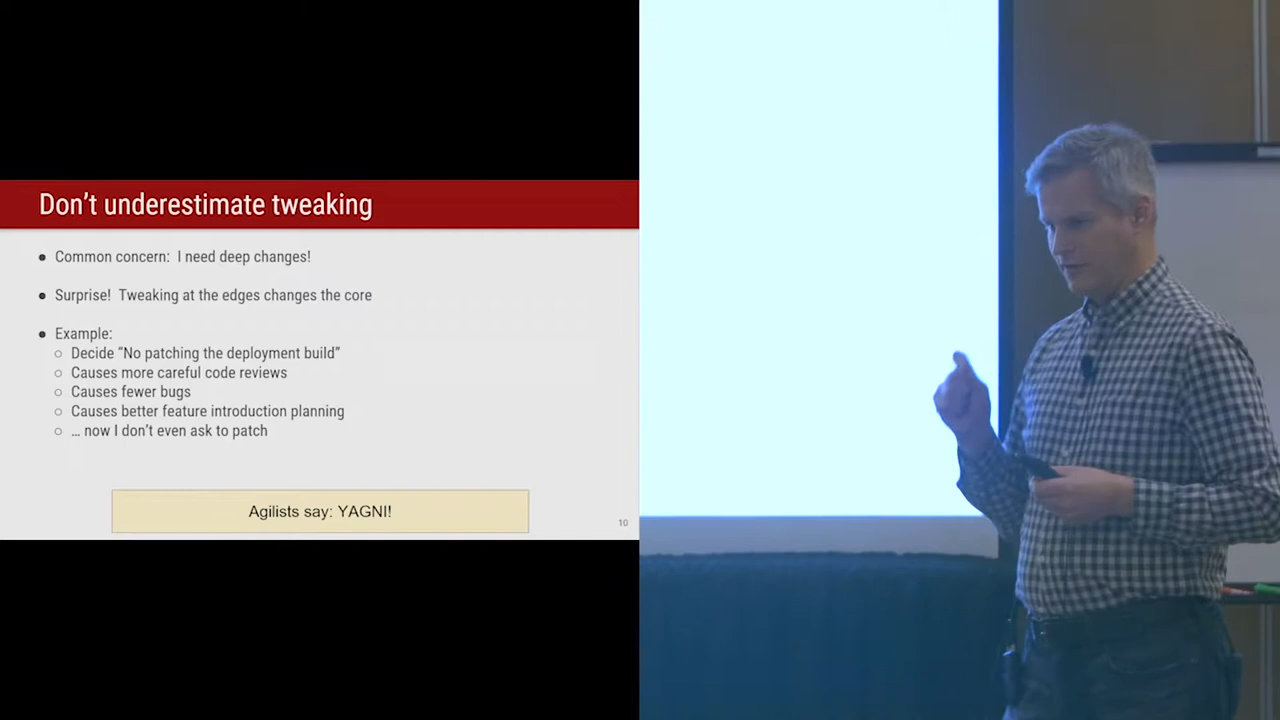 Don’t underestimate tweaking
● Common concern: I need deep changes!
● Surprise! Tweaking at the edges changes the core
● Example:
○ Decide “No patching the deployment build”
○ Causes more careful code reviews
○ Causes fewer bugs
○ Causes better feature introduction planning
○ … now I don’t even ask to patch
Agilists say: YAGNI!
10